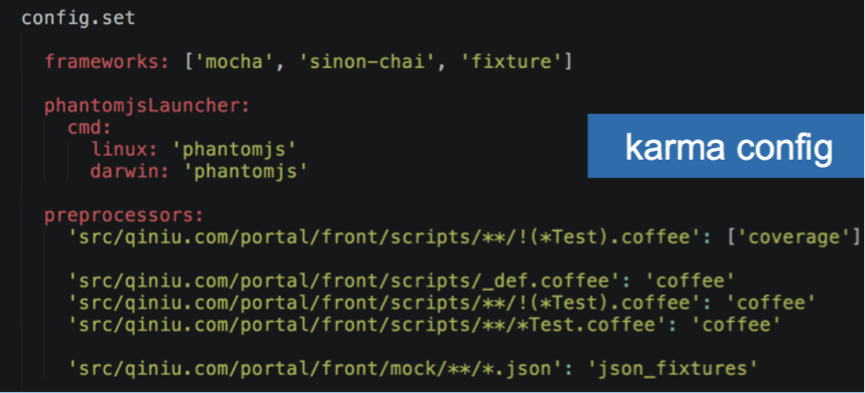 config.set
frameworks: ['mocha', 'sinon-chai', 'fixture']
phantomjsLauncher:
cmd:
linux: 'phantomjs'
darwin: 'phantomjs'
karma config
preprocessors:
'src/qiniu.com/portal/front/scripts/**/!(*Test).coffee': ['coverage']
'src/qiniu.com/portal/front/scripts/_def.coffee': 'coffee'
'src/qiniu.com/portal/front/scripts/**/!(*Test).coffee': 'coffee'
'src/qiniu.com/portal/front/scripts/**/*Test.coffee': 'coffee'
'src/qiniu.com/portal/front/mock/**/*.json': 'json_fixtures'